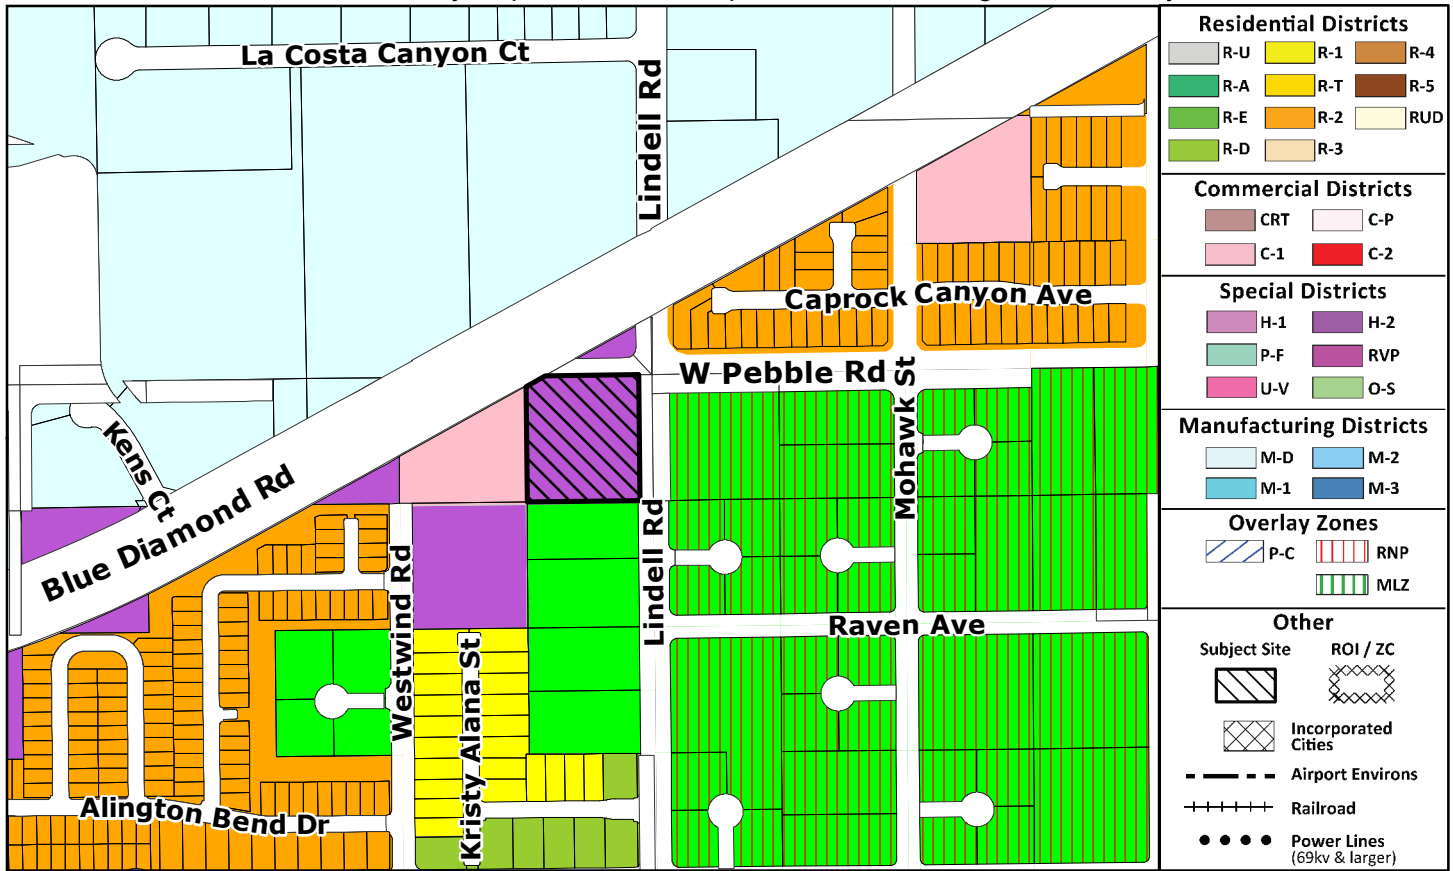 La Costa Canyon Ct
Lindell Rd
Caprock Canyon Ave
W Pebble Rd
Mohawk St
Kens Ct
Blue Diamond Rd
Westwind Rd
Lindell Rd
Raven Ave
Kristy Alana St
Alington Bend Dr
Residential Districts
R-U R-1 R-4
R-A R-T R-5
R-E R-2 RUD
R-D R-3
Commercial Districts
CRT C-P
C-1 C-2
Special Districts
H-1 H-2
P-F RVP
U-V O-S
Manufacturing Districts
M-D M-2
M-1 M-3
Overlay Zones
P-C RNP
MLZ
Other
Subject Site ROI / ZC
Incorporated
Cities
Airport Environs
Railroad
Power Lines
(69kv & larger)